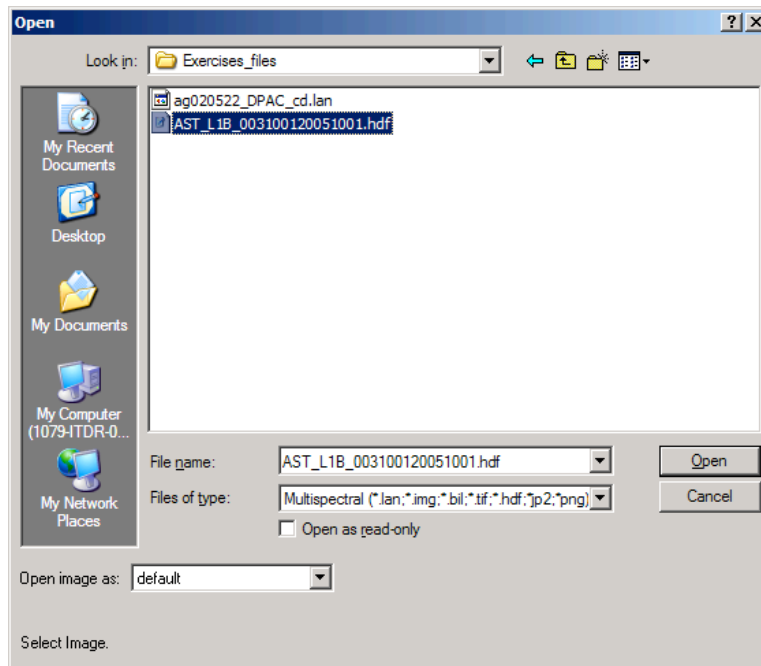 Open
Look in:
Exercises_files
ag020522_DPAC_cd.lan
AST_L1B_003100120051001.hdf
My Recent
Documents
Desktop
My Documents
My Computer
(1079-ITDR-0...
My Network
Places
File name:
AST_L1B_003100120051001.hdf
Open
Files of type:
Multispectral (*.lan;*.img;*.bil;*.tif;*.hdf;*jp2;*png)
Cancel
Open as read-only
Open image as:
default
Select Image.